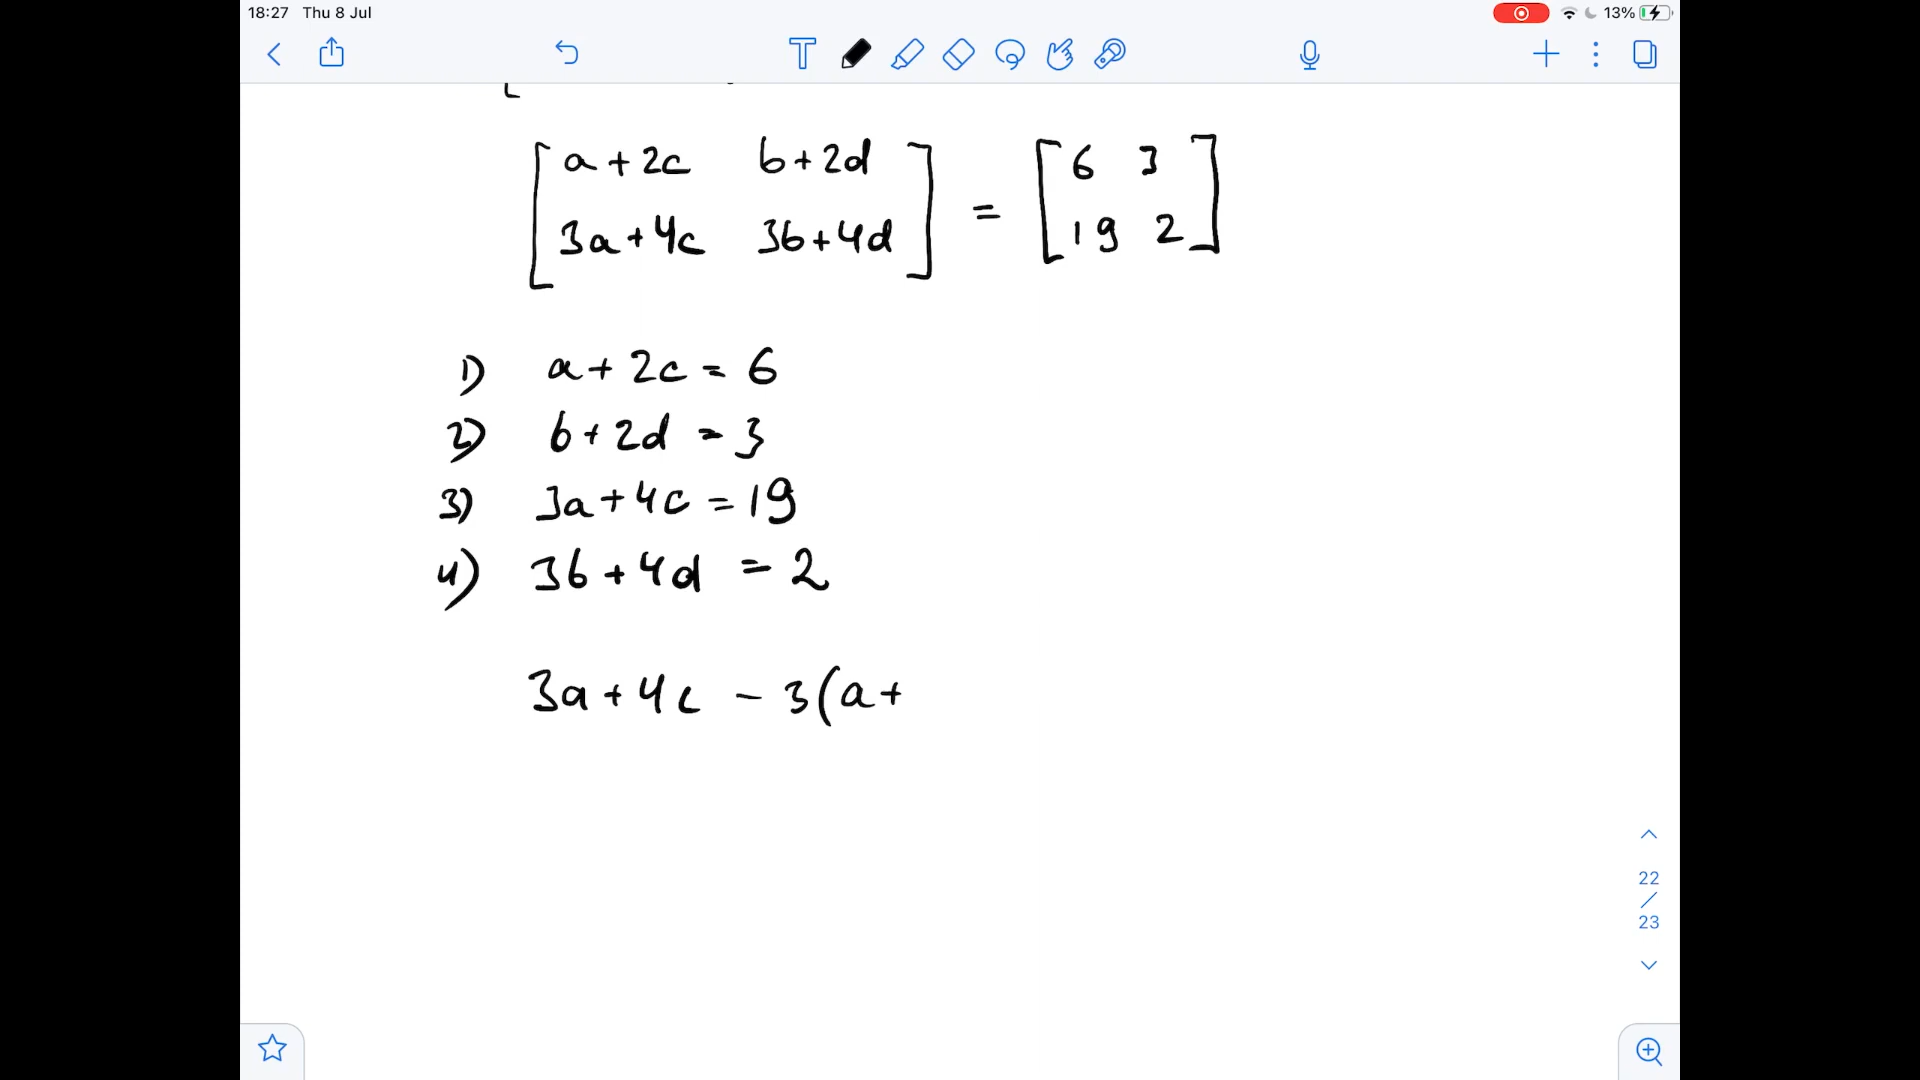 18:27 Thu 8 Jul 13%
T
[ a + 2c b + 2d ] = [ 6 3 ]
[ 3a + 4c 3b + 4d ] [ 19 2 ]
1) a + 2c = 6
2) b + 2d = 3
3) 3a + 4c = 19
4) 3b + 4d = 2
3a + 4c - 3(a +
22
/
23